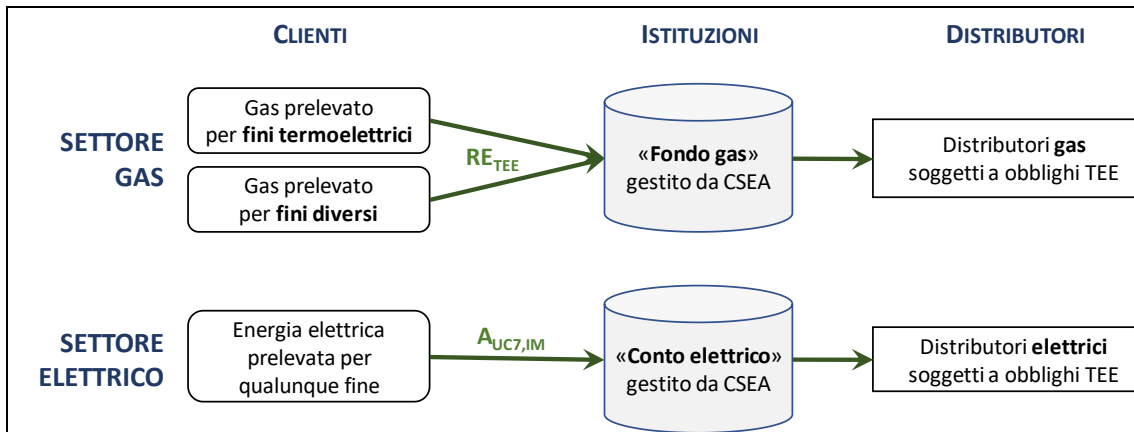 CLIENTI
ISTITUZIONI
DISTRIBUTORI
SETTORE
GAS
Gas prelevato
per fini termoelettrici
Gas prelevato
per fini diversi
RE_TEE
«Fondo gas»
gestito da CSEA
Distributori gas
soggetti a obblighi TEE
SETTORE
ELETTRICO
Energia elettrica
prelevata per
qualunque fine
A_UC7,IM
«Conto elettrico»
gestito da CSEA
Distributori elettrici
soggetti a obblighi TEE